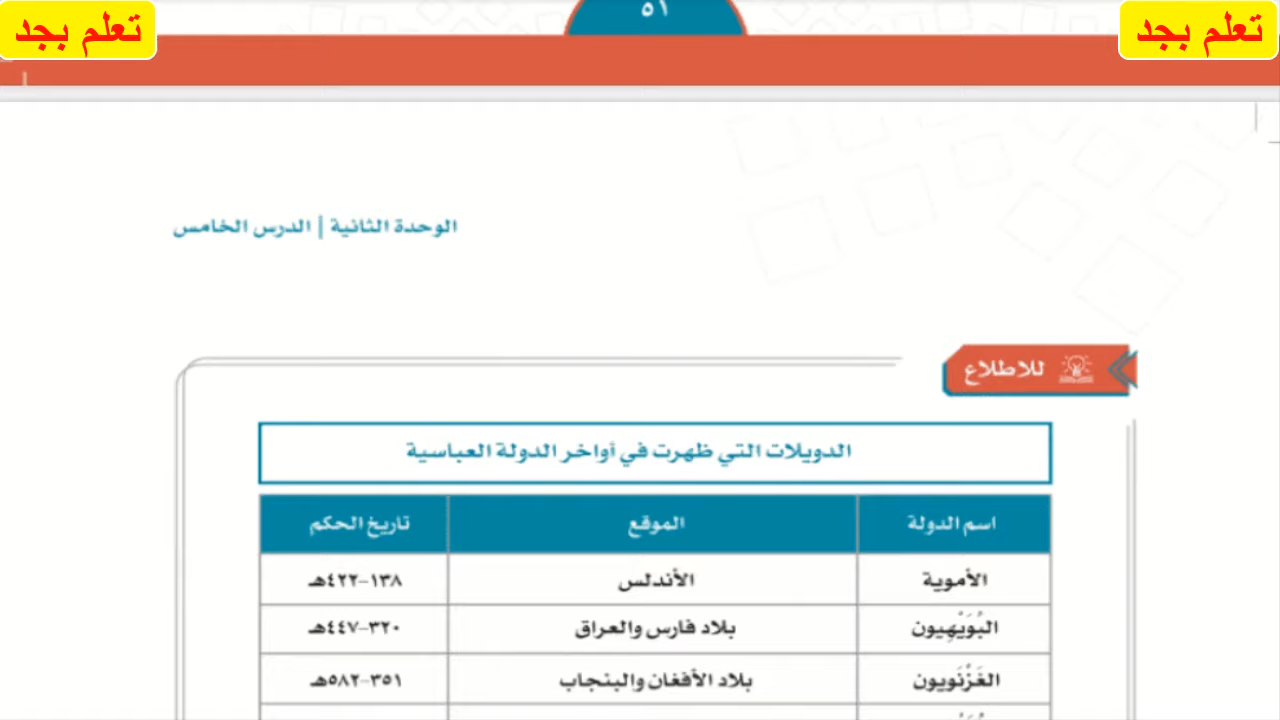 تعلم بجد
٥١
تعلم بجد
الوحدة الثانية | الدرس الخامس
للاطلاع
الدويلات التي ظهرت في أواخر الدولة العباسية
اسم الدولة الموقع تاريخ الحكم
الأموية الأندلس ١٣٨-٤٢٢هـ
البُوَيْهِيون بلاد فارس والعراق ٣٢٠-٤٤٧هـ
الغَزْنَويون بلاد الأفغان والبنجاب ٣٥١-٥٨٢هـ